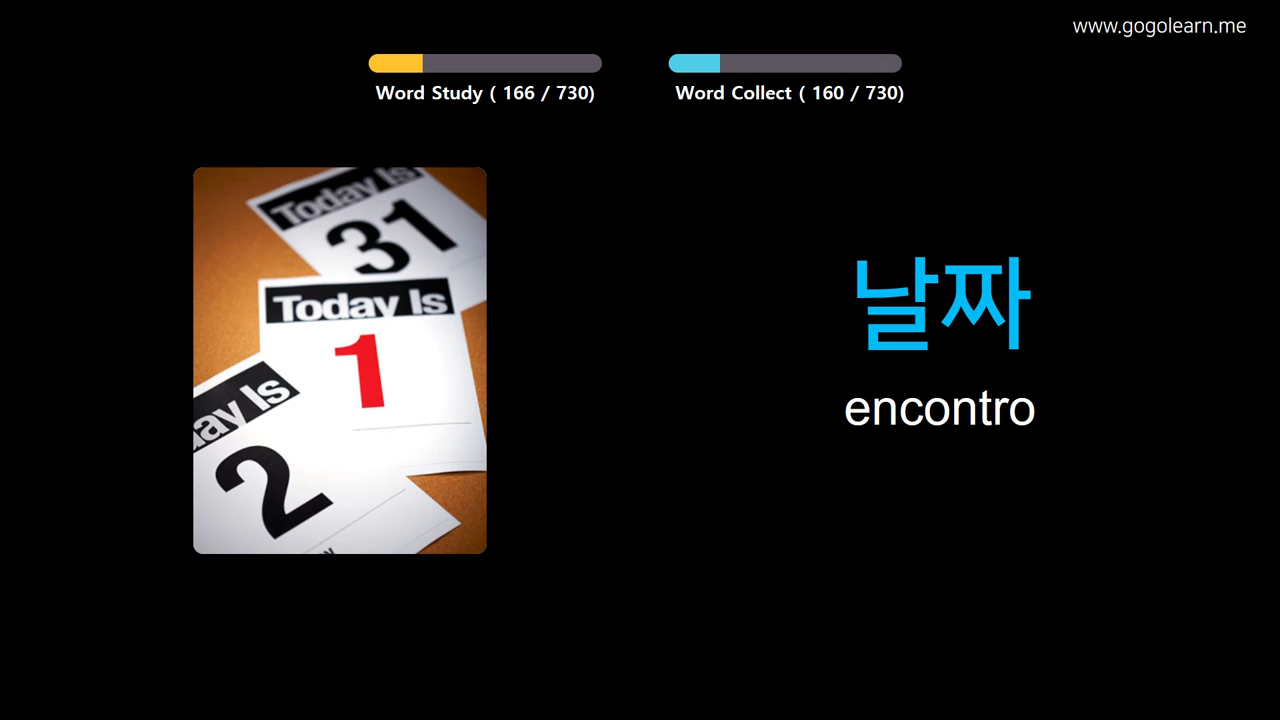 www.gogolearn.me
Word Study ( 166 / 730)
Word Collect ( 160 / 730)
Today Is
31
Today Is
1
day Is
2
날짜
encontro